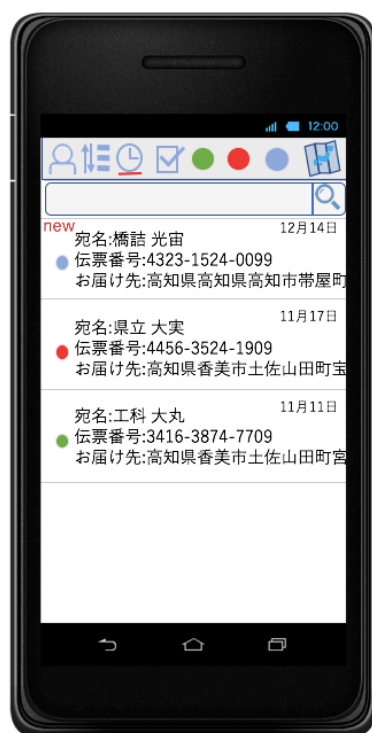 12:00
new
12月14日
宛名:橋詰 光宙
伝票番号:4323-1524-0099
お届け先:高知県高知県高知市帯屋町
11月17日
宛名:県立 大実
伝票番号:4456-3524-1909
お届け先:高知県香美市土佐山田町宝
11月11日
宛名:工科 大丸
伝票番号:3416-3874-7709
お届け先:高知県香美市土佐山田町宮